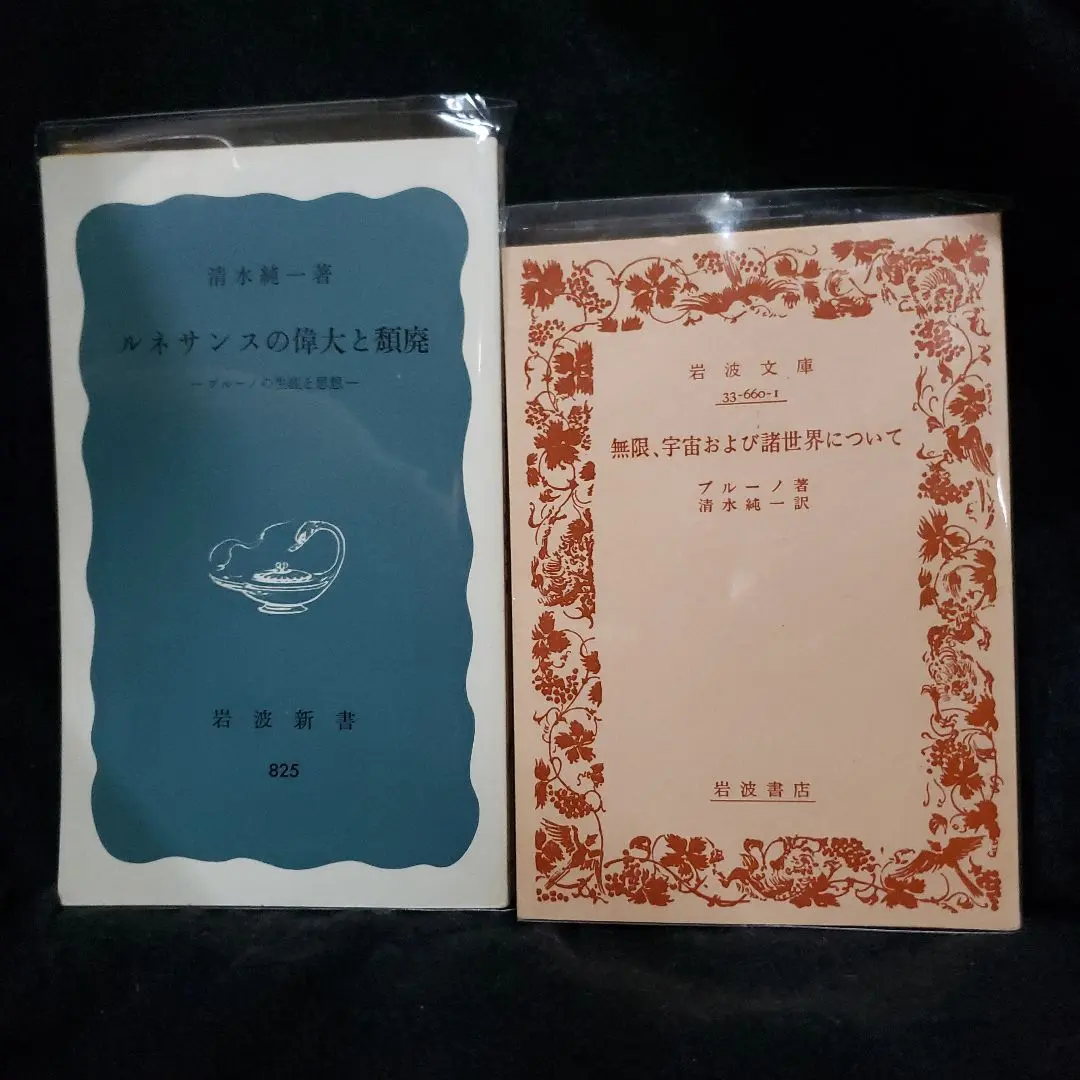 清水純一著
ルネサンスの偉大と頽廃
―ブルーノの生涯と思想―
岩波新書
825
岩波文庫
33-660-1
無限、宇宙および諸世界について
ブルーノ著
清水純一訳
岩波書店